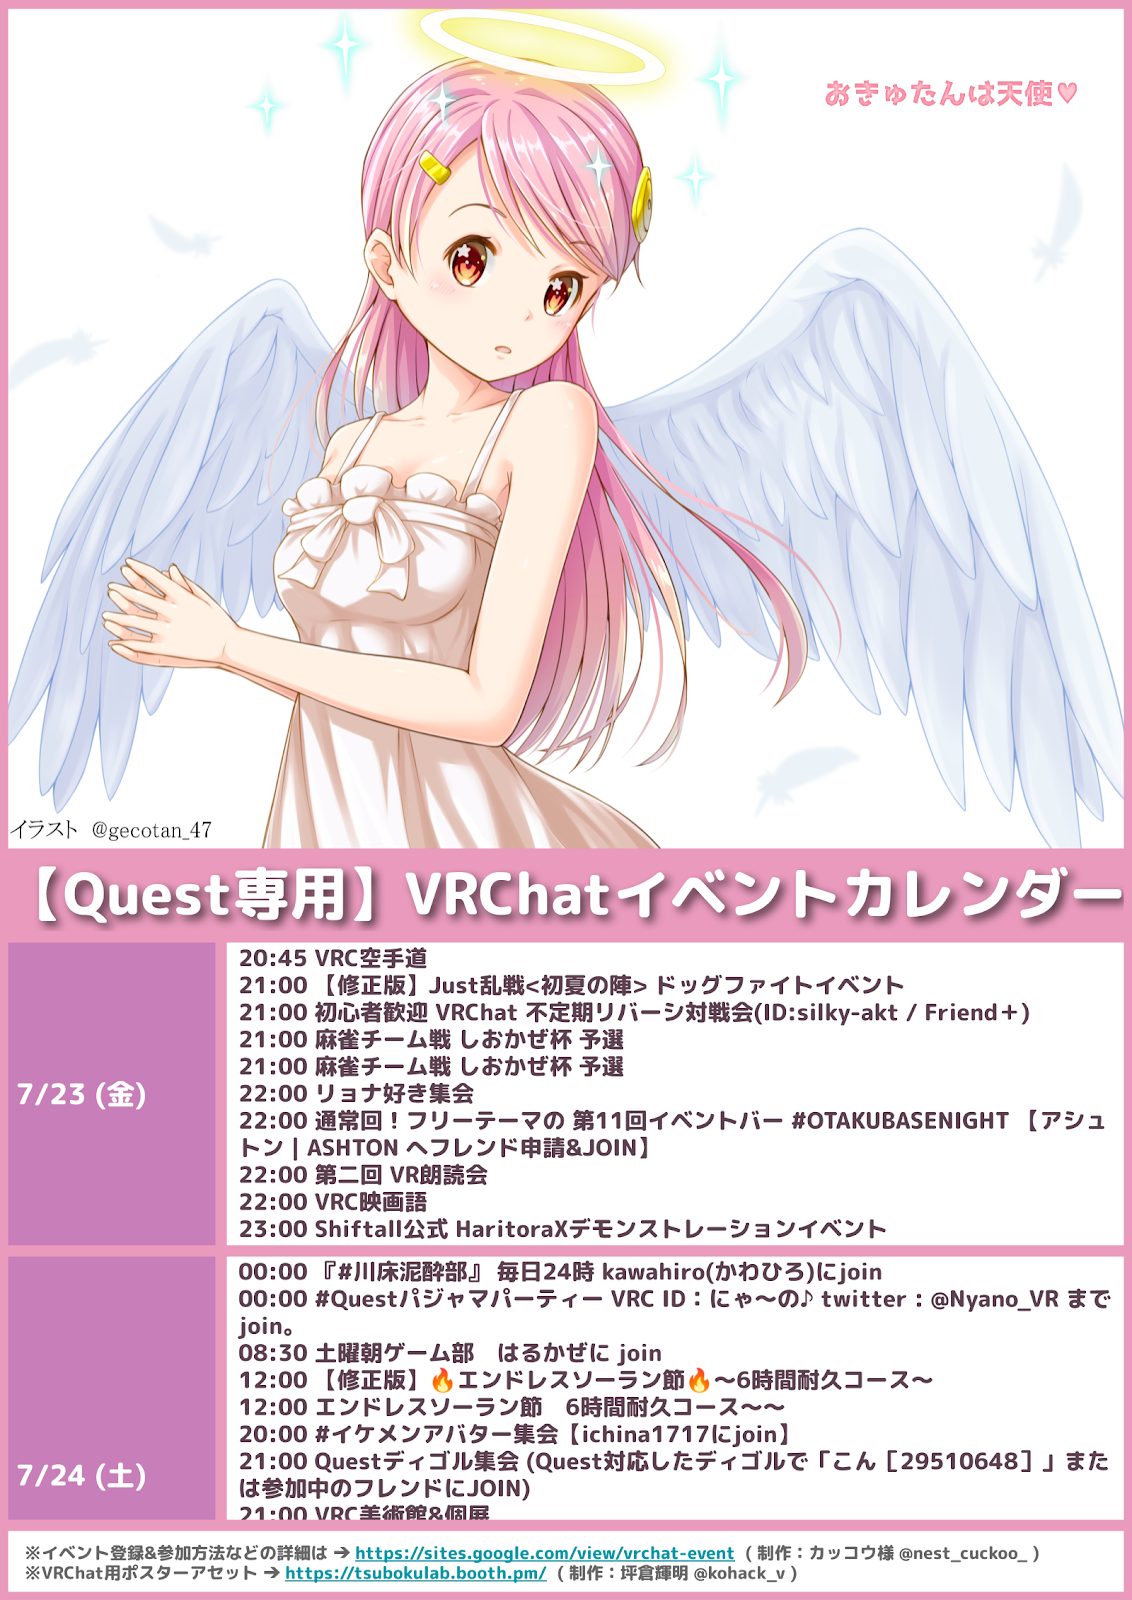 おきゅたんは天使♥
イラスト @gecotan_47
【Quest専用】VRChatイベントカレンダー
7/23 (金)
20:45 VRC空手道
21:00 【修正版】Just乱戦<初夏の陣> ドッグファイトイベント
21:00 初心者歓迎 VRChat 不定期リバーシ対戦会(ID:silky-akt / Friend＋)
21:00 麻雀チーム戦 しおかぜ杯 予選
21:00 麻雀チーム戦 しおかぜ杯 予選
22:00 リョナ好き集会
22:00 通常回！フリーテーマの 第11回イベントバー #OTAKUBASENIGHT 【アシュ
トン | ASHTON へフレンド申請&JOIN】
22:00 第二回 VR朗読会
22:00 VRC映画語
23:00 Shiftall公式 HaritoraXデモンストレーションイベント
7/24 (土)
00:00 『#川床泥酔部』 毎日24時 kawahiro(かわひろ)にjoin
00:00 #Questパジャマパーティー VRC ID：にゃ〜の♪ twitter : @Nyano_VR まで
join。
08:30 土曜朝ゲーム部　はるかぜに join
12:00 【修正版】🔥エンドレスソーラン節🔥〜6時間耐久コース〜
12:00 エンドレスソーラン節　6時間耐久コース〜〜
20:00 #イケメンアバター集会【ichina1717にjoin】
21:00 Questディゴル集会 (Quest対応したディゴルで「こん［29510648］」また
は参加中のフレンドにJOIN)
21:00 VRC美術館&個展
※イベント登録&参加方法などの詳細は ➔ https://sites.google.com/view/vrchat-event ( 制作：カッコウ様 @nest_cuckoo_ )
※VRChat用ポスターアセット ➔ https://tsubokulab.booth.pm/ ( 制作：坪倉輝明 @kohack_v )